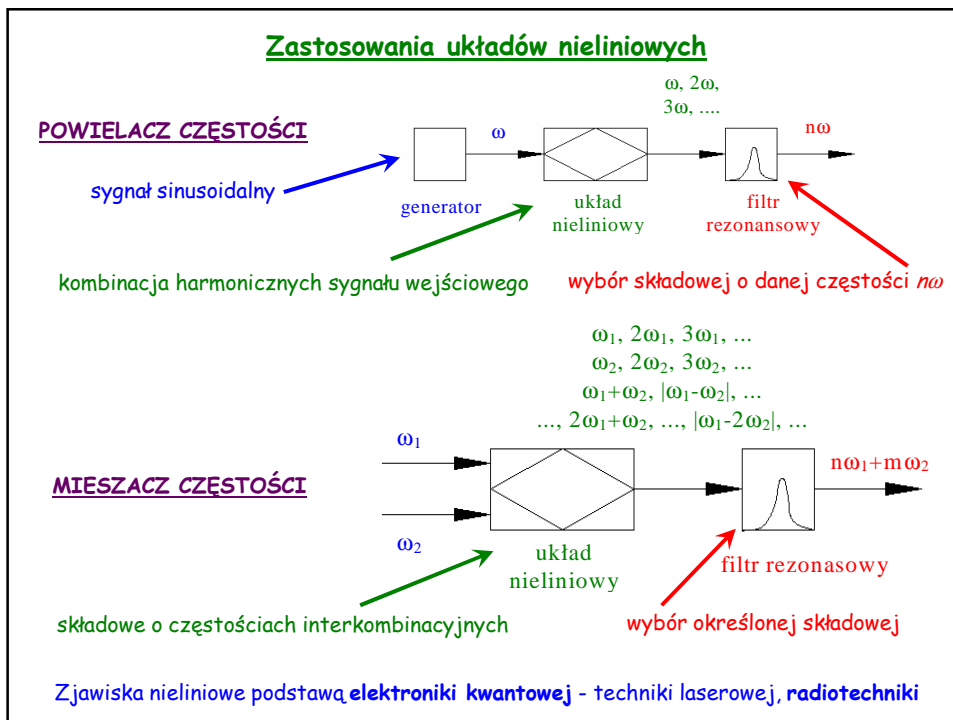 Zastosowania układów nieliniowych
ω, 2ω,
3ω, ....
POWIELACZ CZĘSTOŚCI
ω
nω
sygnał sinusoidalny
generator
układ
nieliniowy
filtr
rezonansowy
kombinacja harmonicznych sygnału wejściowego
wybór składowej o danej częstości nω
ω₁, 2ω₁, 3ω₁, ...
ω₂, 2ω₂, 3ω₂, ...
ω₁+ω₂, |ω₁-ω₂|, ...
..., 2ω₁+ω₂, ..., |ω₁-2ω₂|, ...
ω₁
nω₁+mω₂
MIESZACZ CZĘSTOŚCI
ω₂
układ
nieliniowy
filtr rezonasowy
składowe o częstościach interkombinacyjnych
wybór określonej składowej
Zjawiska nieliniowe podstawą elektroniki kwantowej - techniki laserowej, radiotechniki